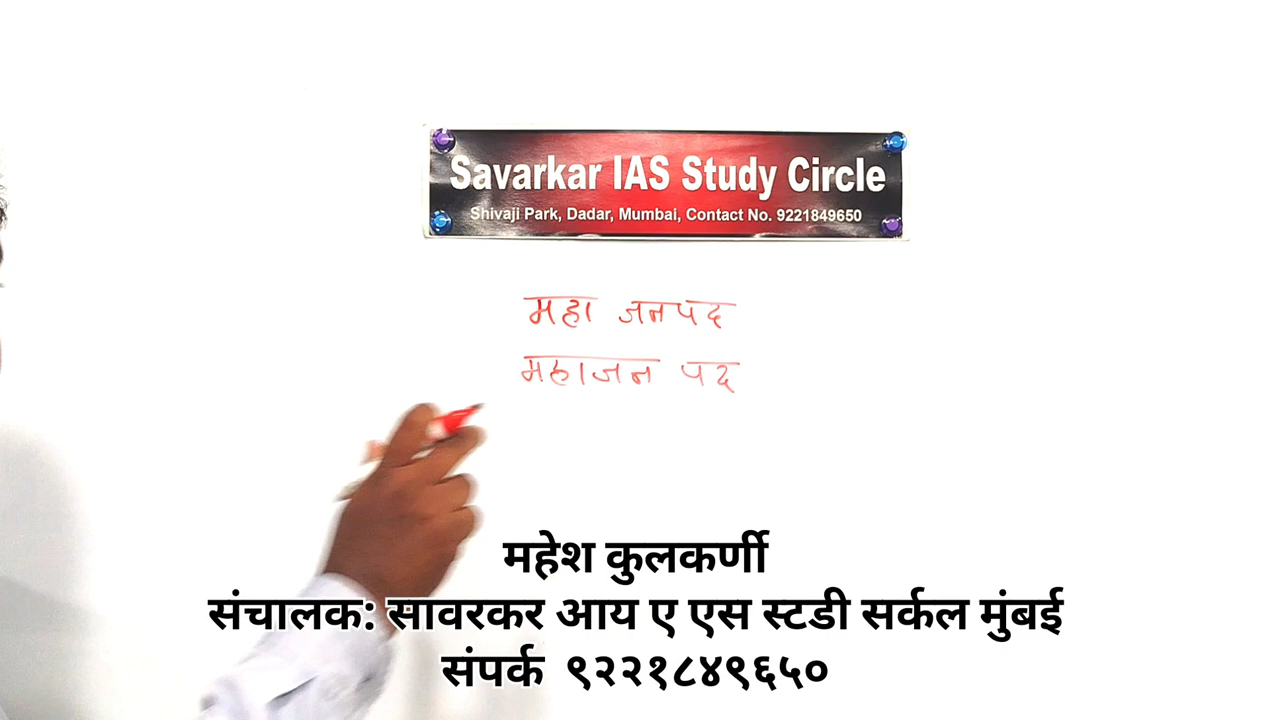 Savarkar IAS Study Circle
Shivaji Park, Dadar, Mumbai, Contact No. 9221849650
महा जनपद
महाजन पद
महेश कुलकर्णी
संचालक: सावरकर आय ए एस स्टडी सर्कल मुंबई
संपर्क ९२२१८४९६५०